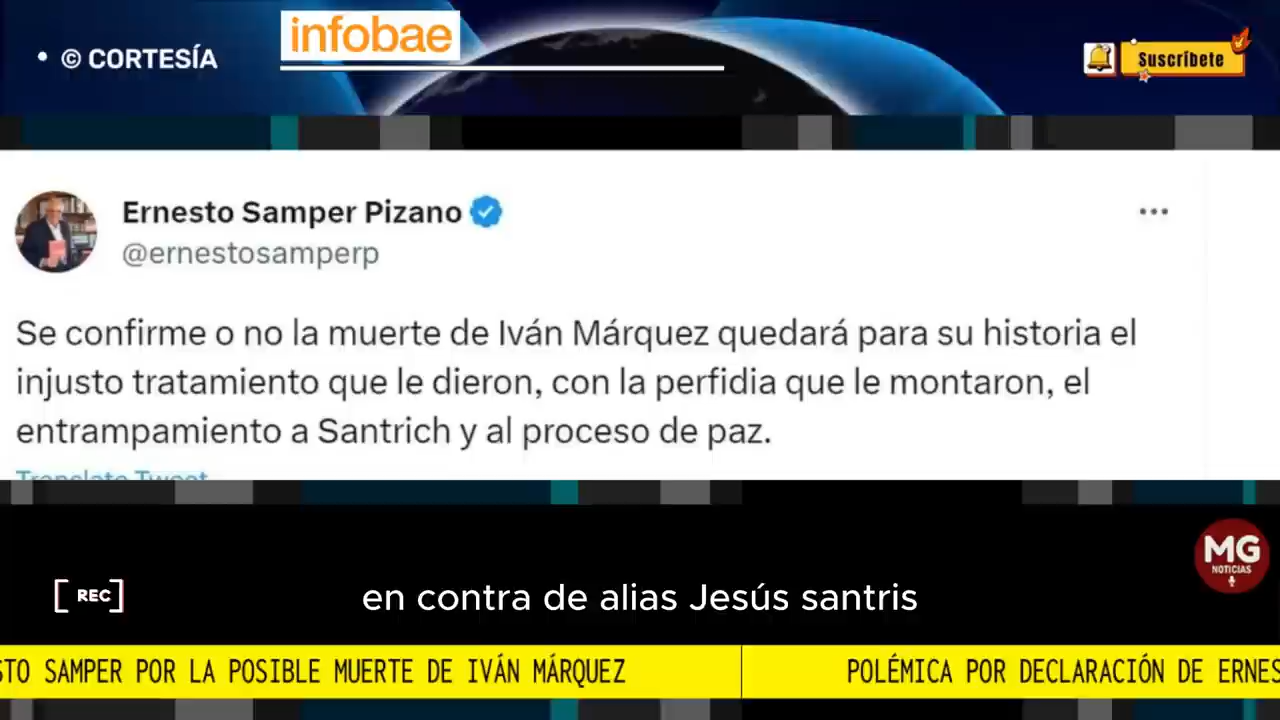 • © CORTESÍA
infobae
Suscríbete
Ernesto Samper Pizano
@ernestosamperp
Se confirme o no la muerte de Iván Márquez quedará para su historia el
injusto tratamiento que le dieron, con la perfidia que le montaron, el
entrampamiento a Santrich y al proceso de paz.
Translate Tweet
MG
NOTICIAS
[REC]
en contra de alias Jesús santris
STO SAMPER POR LA POSIBLE MUERTE DE IVÁN MÁRQUEZ
POLÉMICA POR DECLARACIÓN DE ERNES